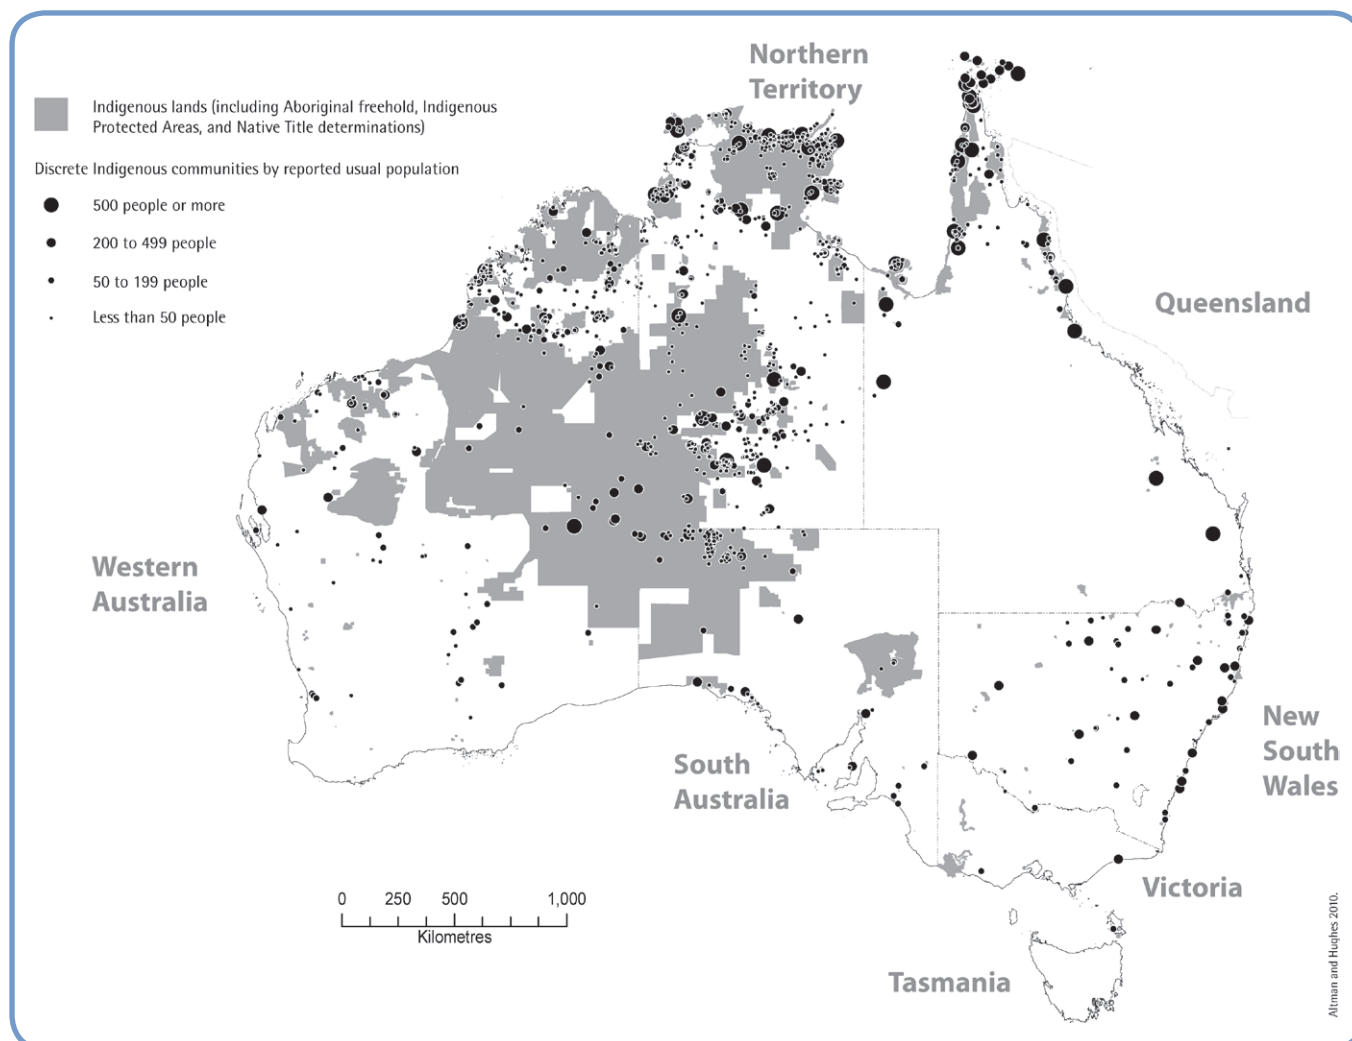 Northern
Territory
Indigenous lands (including Aboriginal freehold, Indigenous
Protected Areas, and Native Title determinations)
Discrete Indigenous communities by reported usual population
500 people or more
200 to 499 people
50 to 199 people
Less than 50 people
Queensland
Western
Australia
South
Australia
New
South
Wales
Victoria
Tasmania
0 250 500 1,000
Kilometres
Altman and Hughes 2010.